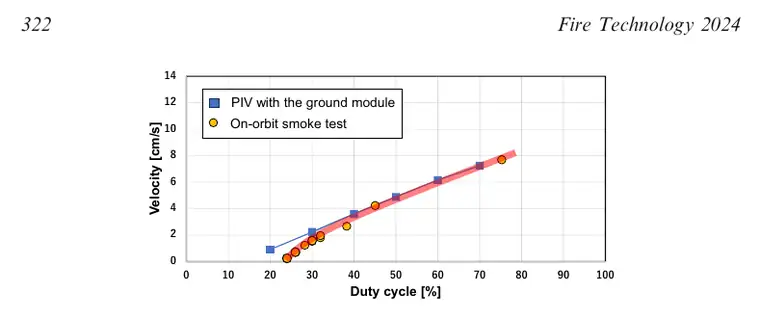 322
Fire Technology 2024
14
12
10
8
6
4
2
0
Velocity [cm/s]
PIV with the ground module
On-orbit smoke test
0 10 20 30 40 50 60 70 80 90 100
Duty cycle [%]